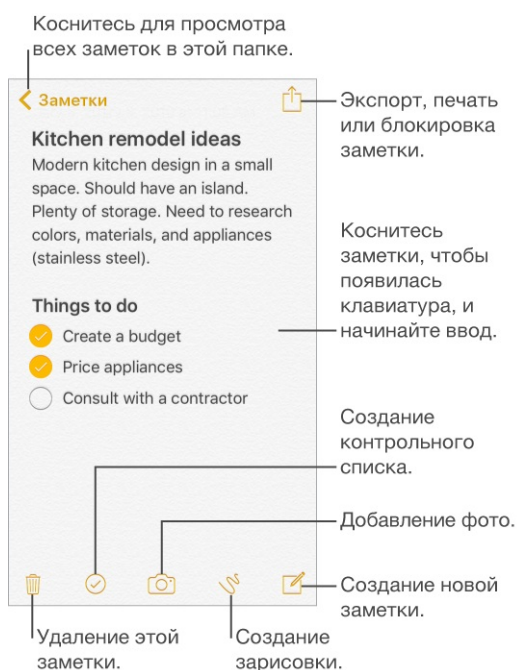 Коснитесь для просмотра
всех заметок в этой папке.
Заметки
Экспорт, печать
или блокировка
заметки.
Kitchen remodel ideas
Modern kitchen design in a small
space. Should have an island.
Plenty of storage. Need to research
colors, materials, and appliances
(stainless steel).
Коснитесь
заметки, чтобы
появилась
клавиатура, и
начинайте ввод.
Things to do
Create a budget
Price appliances
Consult with a contractor
Создание
контрольного
списка.
Добавление фото.
Создание новой
заметки.
Удаление этой
заметки.
Создание
зарисовки.